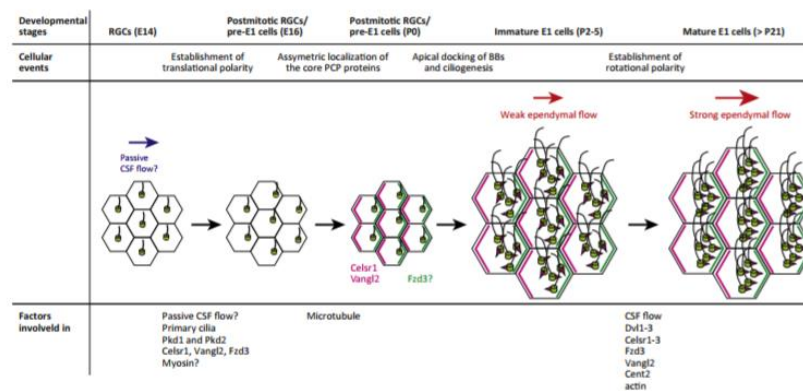 Developmental
stages
RGCs (E14)
Postmitotic RGCs/
pre-E1 cells (E16)
Postmitotic RGCs/
pre-E1 cells (P0)
Immature E1 cells (P2-5)
Mature E1 cells (> P21)
Cellular
events
Establishment of
translational polarity
Assymetric localization of
the core PCP proteins
Apical docking of BBs
and ciliogenesis
Establishment of
rotational polarity
Passive
CSF flow?
Weak ependymal flow
Strong ependymal flow
Celsr1
Vangl2
Fzd3?
Factors
involveld in
Passive CSF flow?
Primary cilia
Pkd1 and Pkd2
Celsr1, Vangl2, Fzd3
Myosin?
Microtubule
CSF flow
Dvl1-3
Celsr1-3
Fzd3
Vangl2
Cent2
actin